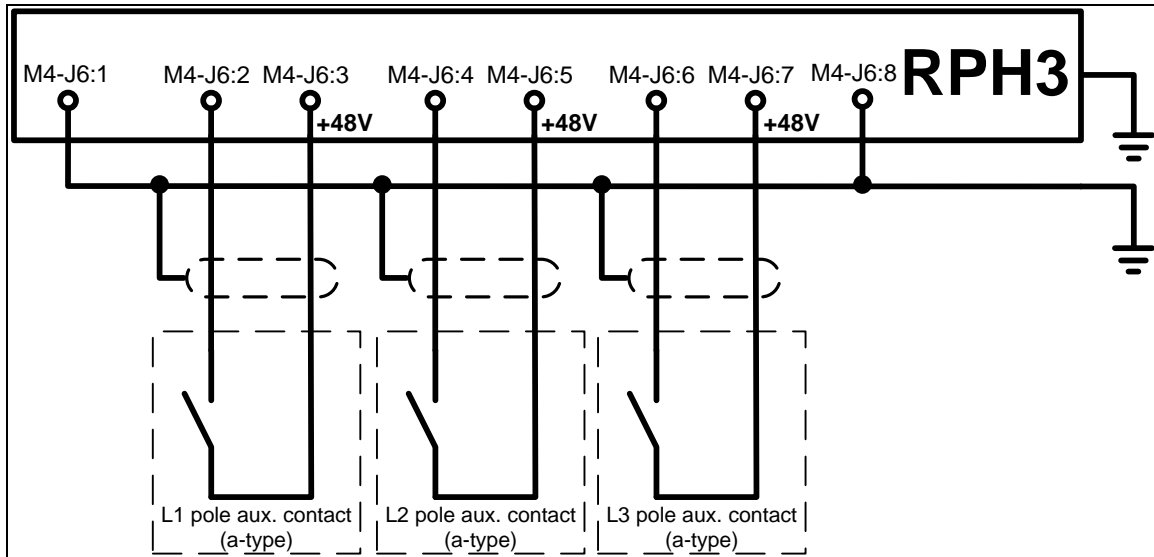 M4-J6:1 M4-J6:2 M4-J6:3 M4-J6:4 M4-J6:5 M4-J6:6 M4-J6:7 M4-J6:8 RPH3
+48V +48V +48V
L1 pole aux. contact L2 pole aux. contact L3 pole aux. contact
(a-type) (a-type) (a-type)